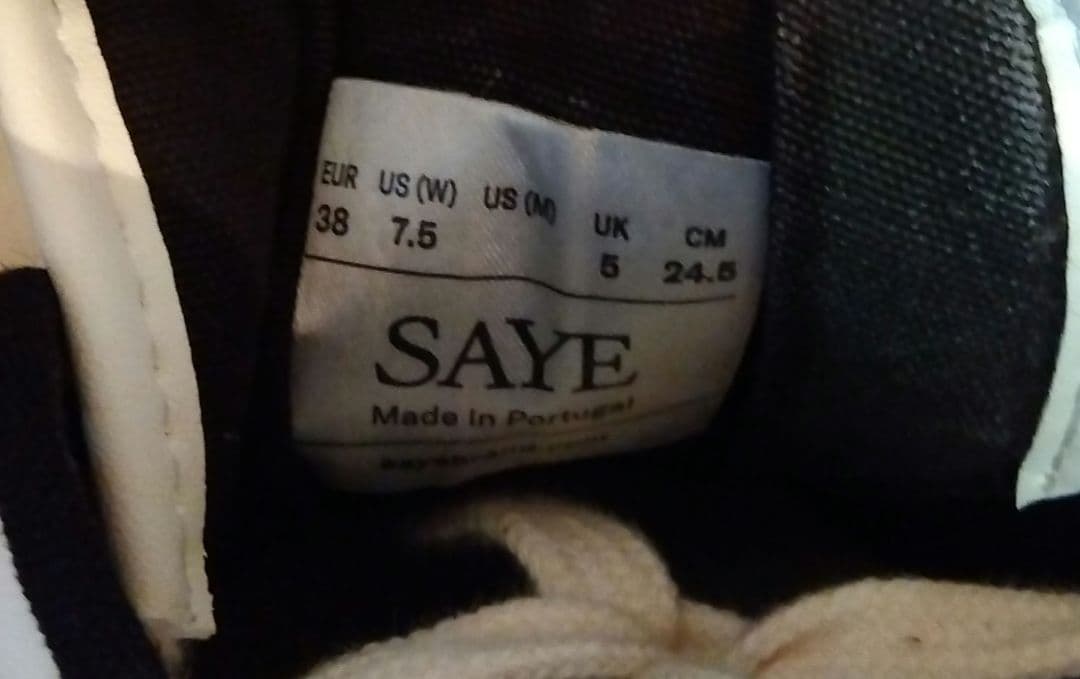 EUR US (W) US (M) UK CM
38 7.5 5 24.5
SAYE
Made in Portugal